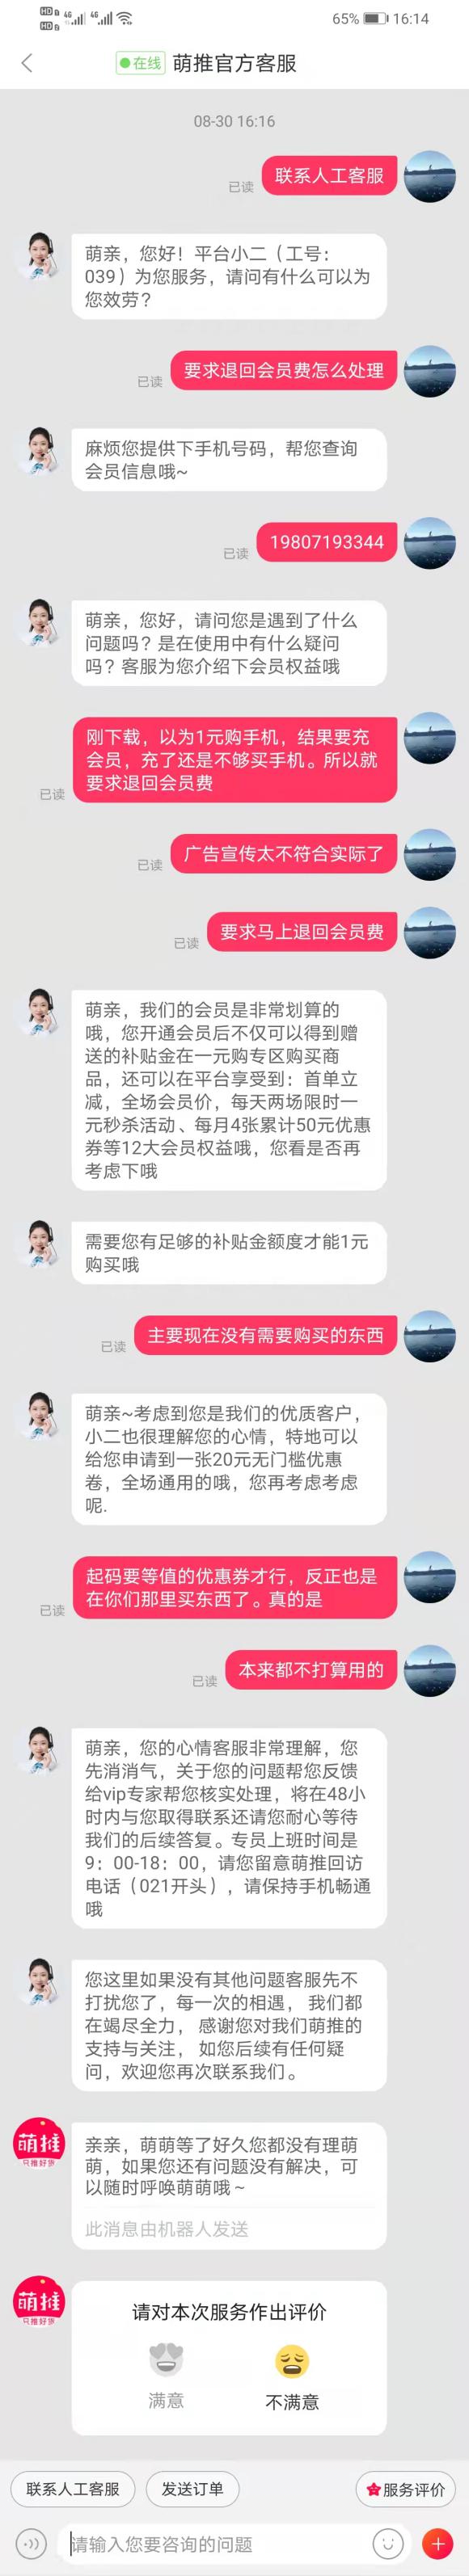 HD 4G 4G 65% 16:14
HD
在线 萌推官方客服
08-30 16:16
联系人工客服
已读
萌亲，您好！平台小二（工号：
039）为您服务，请问有什么可以为
您效劳？
要求退回会员费怎么处理
已读
麻烦您提供下手机号码，帮您查询
会员信息哦~
19807193344
已读
萌亲，您好，请问您是遇到了什么
问题吗？是在使用中有什么疑问
吗？客服为您介绍下会员权益哦
刚下载，以为1元购手机，结果要充
会员，充了还是不够买手机。所以就
要求退回会员费
已读
广告宣传太不符合实际了
已读
要求马上退回会员费
已读
萌亲，我们的会员是非常划算的
哦，您开通会员后不仅可以得到赠
送的补贴金在一元购专区购买商
品，还可以在平台享受到：首单立
减，全场会员价，每天两场限时一
元秒杀活动、每月4张累计50元优惠
券等12大会员权益哦，您看是否再
考虑下哦
需要您有足够的补贴金额度才能1元
购买哦
主要现在没有需要购买的东西
已读
萌亲~考虑到您是我们的优质客户，
小二也很理解您的心情，特地可以
给您申请到一张20元无门槛优惠
卷，全场通用的哦，您再考虑考虑
呢.
起码要等值的优惠券才行，反正也是
在你们那里买东西了。真的是
已读
本来都不打算用的
已读
萌亲，您的心情客服非常理解，您
先消消气，关于您的问题帮您反馈
给vip专家帮您核实处理，将在48小
时内与您取得联系还请您耐心等待
我们的后续答复。专员上班时间是
9：00-18：00，请您留意萌推回访
电话（021开头），请保持手机畅通
哦
您这里如果没有其他问题客服先不
打扰您了，每一次的相遇， 我们都
在竭尽全力， 感谢您对我们萌推的
支持与关注， 如您后续有任何疑
问，欢迎您再次联系我们。
萌推
只推好货
亲亲，萌萌等了好久您都没有理萌
萌，如果您还有问题没有解决，可
以随时呼唤萌萌哦～
此消息由机器人发送
萌推
只推好货
请对本次服务作出评价
满意 不满意
联系人工客服 发送订单 服务评价
请输入您要咨询的问题